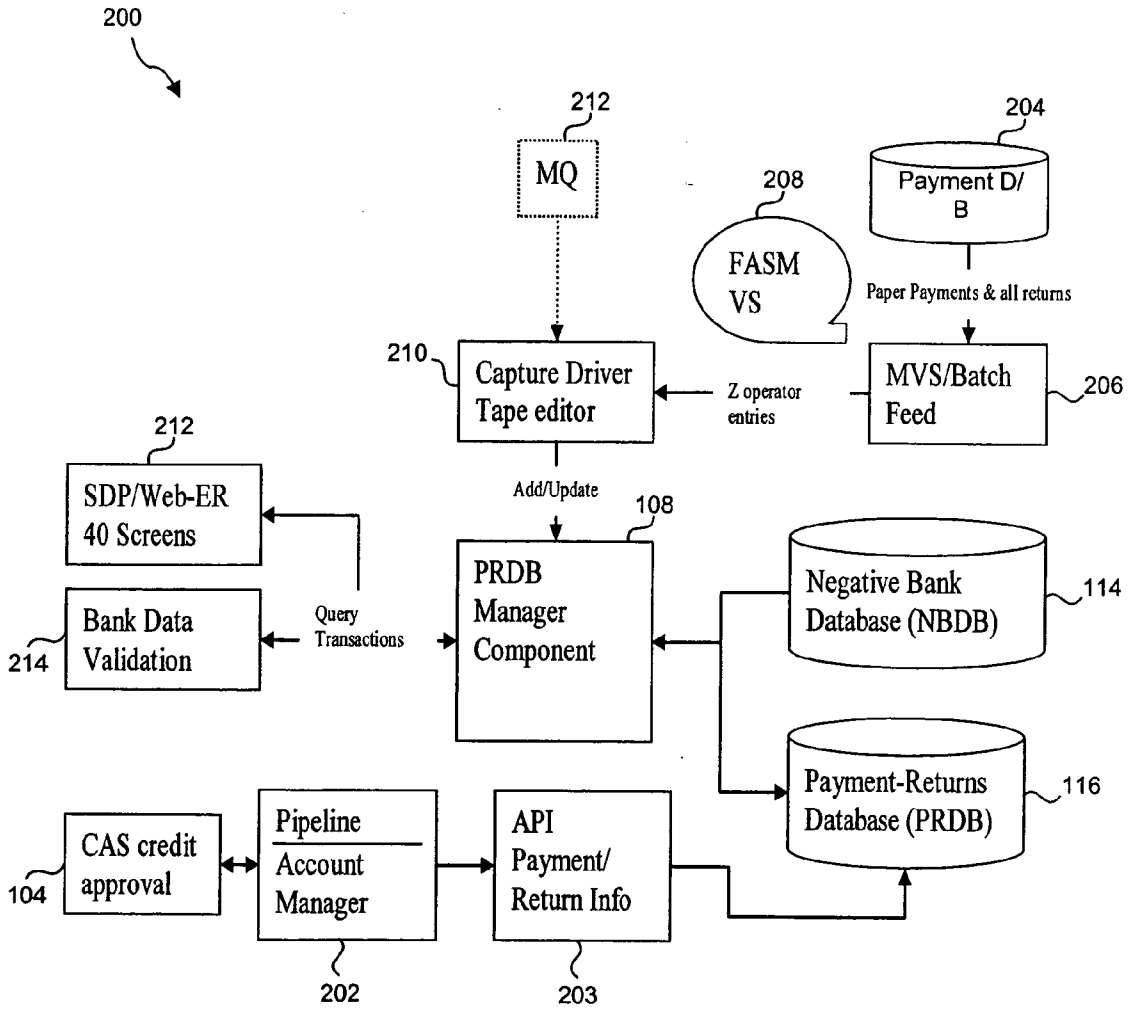 200
212
MQ
204
Payment D/
B
208
FASM
VS
Paper Payments & all returns
210
Capture Driver
Tape editor
Z operator
entries
MVS/Batch
Feed
206
212
SDP/Web-ER
40 Screens
Add/Update
108
PRDB
Manager
Component
Negative Bank
Database (NBDB)
114
Bank Data
Validation
214
Query
Transactions
Payment-Returns
Database (PRDB)
116
CAS credit
approval
104
Pipeline
Account
Manager
202
API
Payment/
Return Info
203